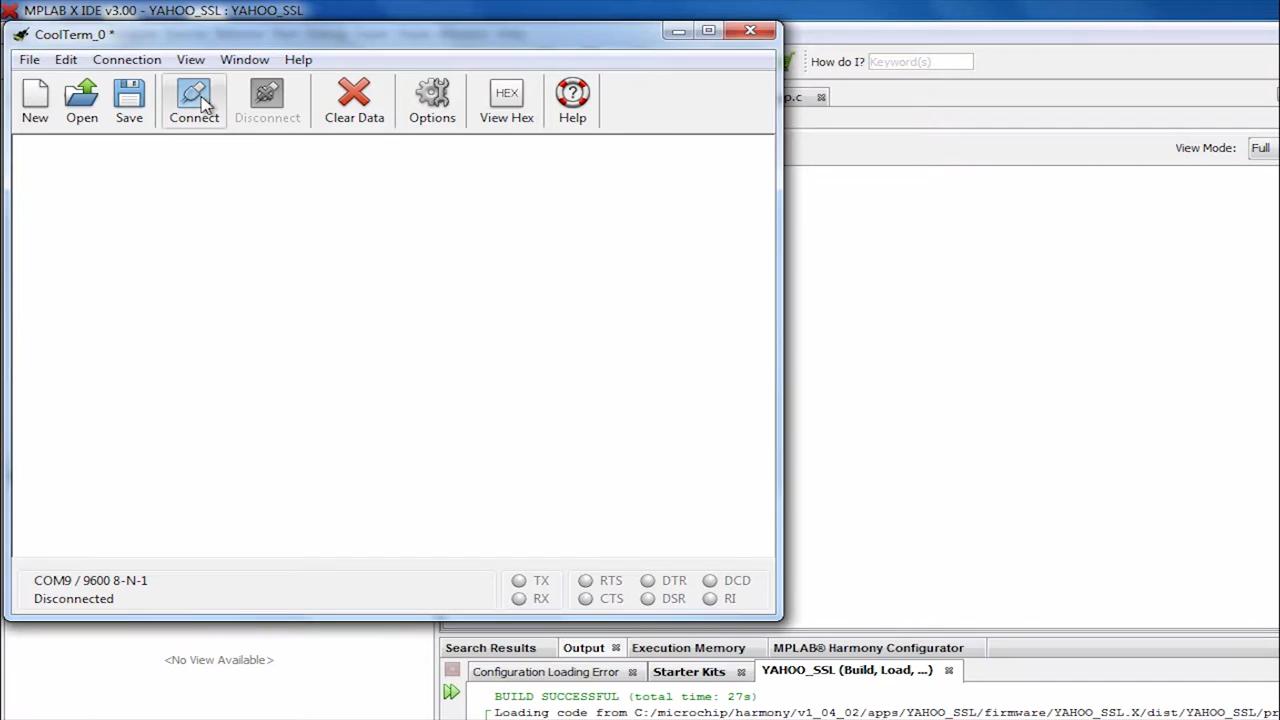 MPLAB X IDE v3.00 - YAHOO_SSL : YAHOO_SSL
CoolTerm_0 *
File Edit Connection View Window Help
How do I? Keyword(s)
New Open Save Connect Disconnect Clear Data Options HEX View Hex Help
p.c
View Mode: Full
COM9 / 9600 8-N-1
Disconnected
TX RTS DTR DCD
RX CTS DSR RI
<No View Available>
Search Results Output Execution Memory MPLAB® Harmony Configurator
Configuration Loading Error Starter Kits YAHOO_SSL (Build, Load, ...)
BUILD SUCCESSFUL (total time: 27s)
Loading code from C:/microchip/harmony/v1_04_02/apps/YAHOO_SSL/firmware/YAHOO_SSL.X/dist/YAHOO_SSL/pr